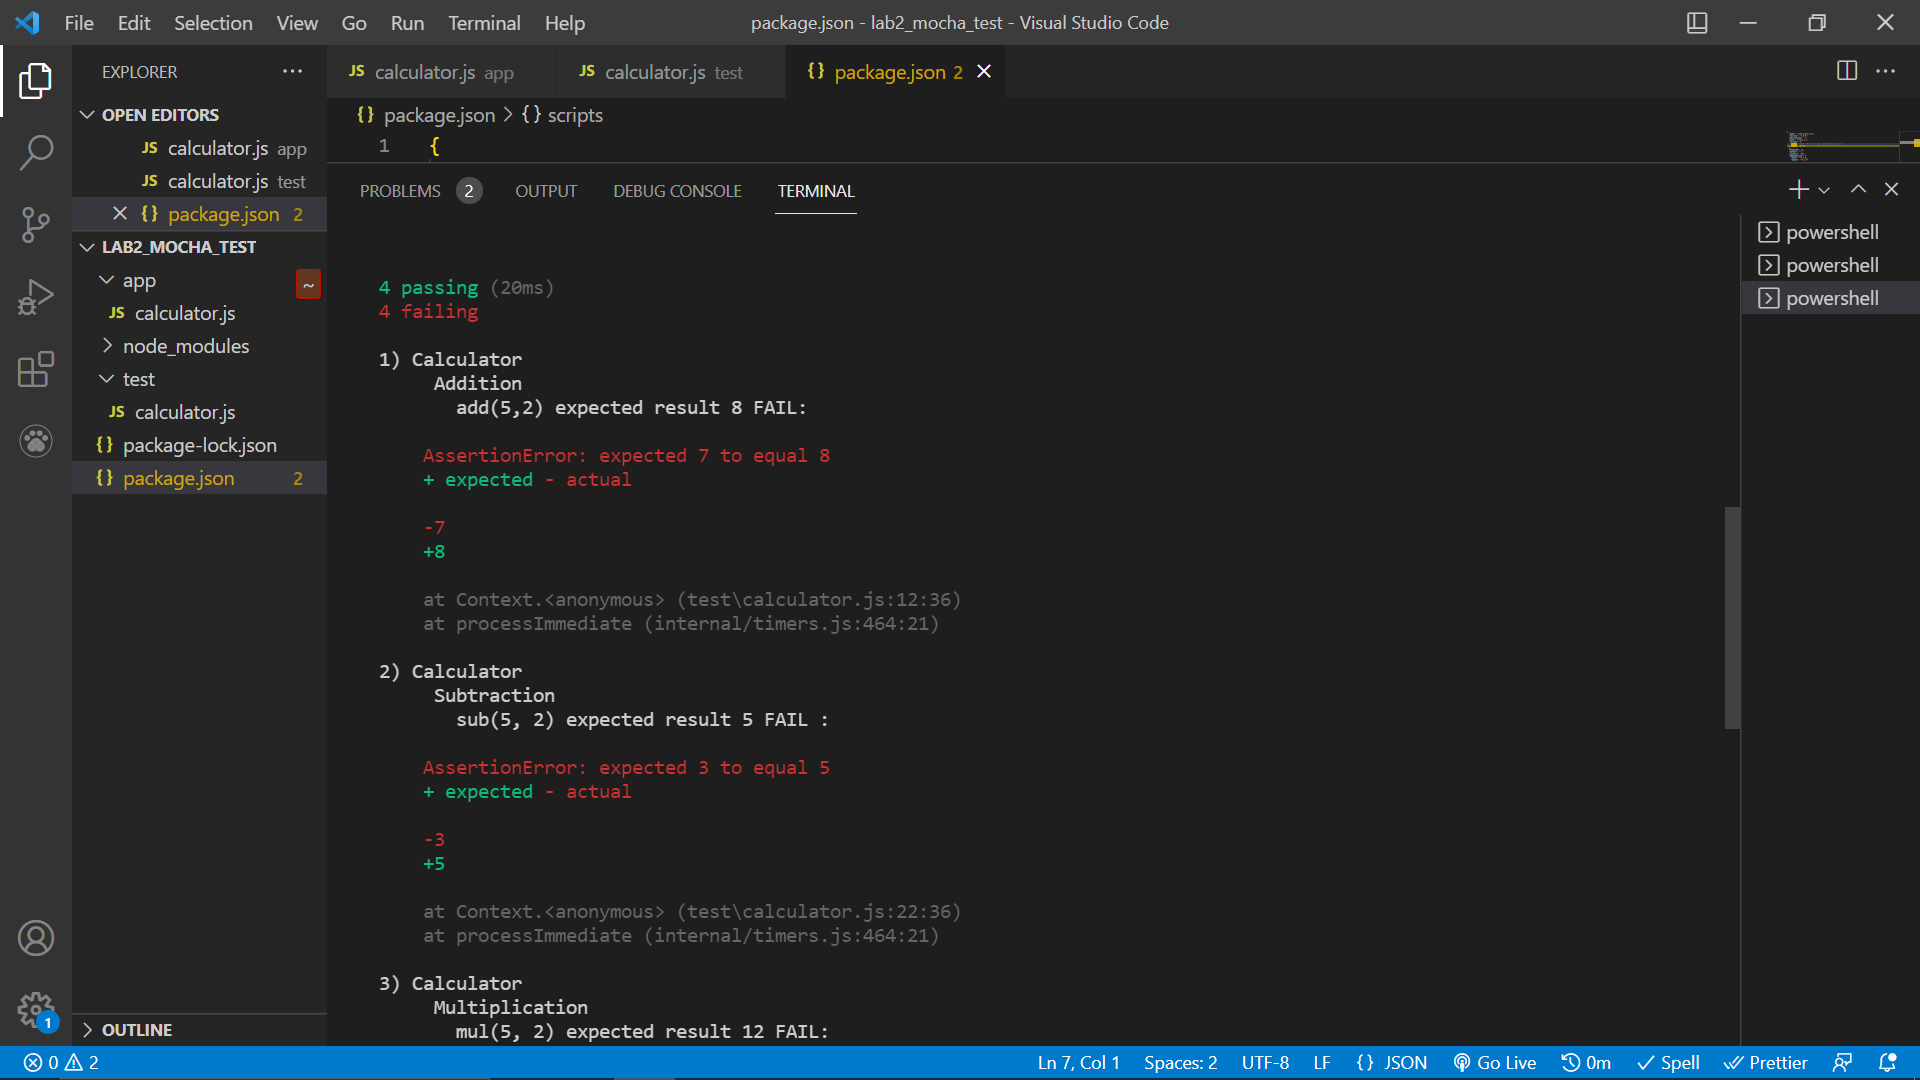 File Edit Selection View Go Run Terminal Help
package.json - lab2_mocha_test - Visual Studio Code
EXPLORER
OPEN EDITORS
JS calculator.js app
JS calculator.js test
{} package.json 2
LAB2_MOCHA_TEST
app
~
JS calculator.js
node_modules
test
JS calculator.js
{} package-lock.json
{} package.json 2
OUTLINE
JS calculator.js app
JS calculator.js test
{} package.json 2
{} package.json > {} scripts
1 {
PROBLEMS 2 OUTPUT DEBUG CONSOLE TERMINAL
powershell
powershell
powershell
4 passing (20ms)
4 failing
1) Calculator
Addition
add(5,2) expected result 8 FAIL:
AssertionError: expected 7 to equal 8
+ expected - actual
-7
+8
at Context.<anonymous> (test\calculator.js:12:36)
at processImmediate (internal/timers.js:464:21)
2) Calculator
Subtraction
sub(5, 2) expected result 5 FAIL :
AssertionError: expected 3 to equal 5
+ expected - actual
-3
+5
at Context.<anonymous> (test\calculator.js:22:36)
at processImmediate (internal/timers.js:464:21)
3) Calculator
Multiplication
mul(5, 2) expected result 12 FAIL:
1
0 2
Ln 7, Col 1 Spaces: 2 UTF-8 LF {} JSON Go Live 0m Spell Prettier